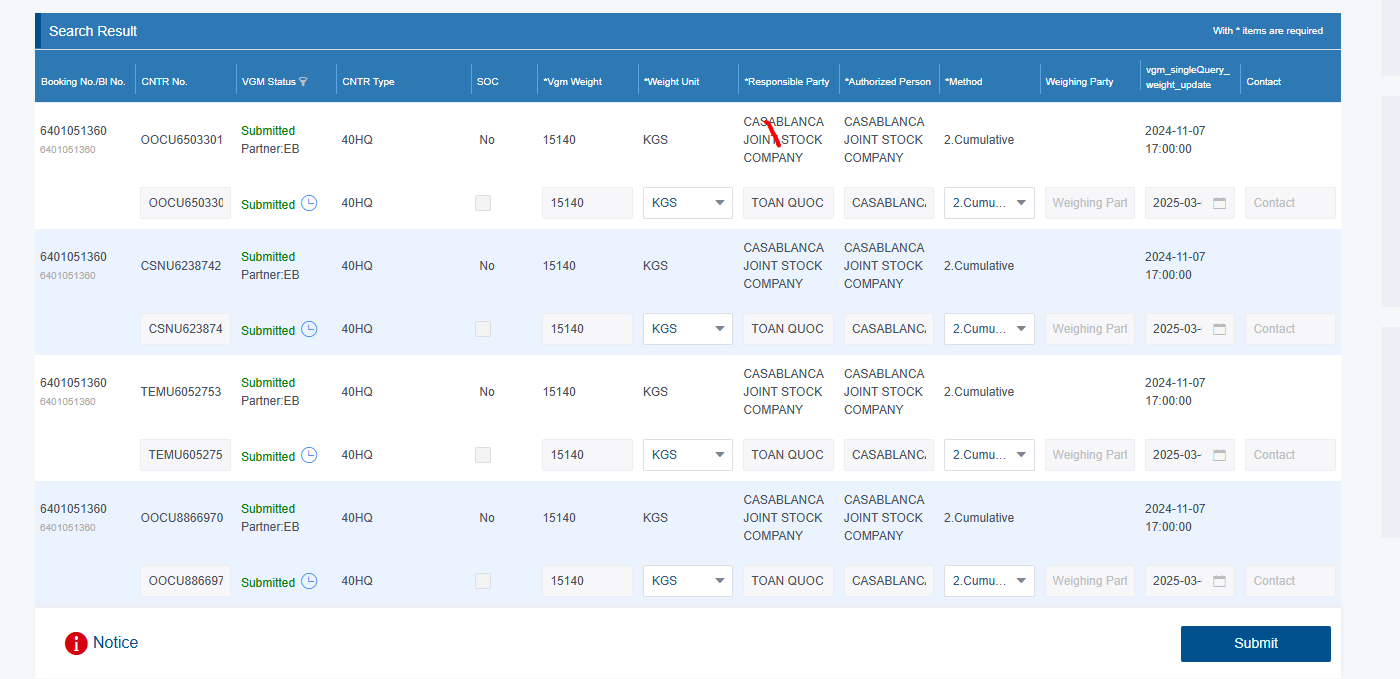 Search Result
With * items are required
Booking No./Bl No. CNTR No. VGM Status CNTR Type SOC *Vgm Weight *Weight Unit *Responsible Party *Authorized Person *Method Weighing Party vgm_singleQuery_ weight_update Contact
6401051360
6401051360
OOCU6503301
Submitted
Partner:EB
40HQ No 15140 KGS
CASABLANCA
JOINT STOCK
COMPANY
CASABLANCA
JOINT STOCK
COMPANY
2.Cumulative
2024-11-07
17:00:00
OOCU650330 Submitted 40HQ 15140 KGS TOAN QUOC CASABLANCA 2.Cumu... Weighing Part 2025-03- Contact
6401051360
6401051360
CSNU6238742
Submitted
Partner:EB
40HQ No 15140 KGS
CASABLANCA
JOINT STOCK
COMPANY
CASABLANCA
JOINT STOCK
COMPANY
2.Cumulative
2024-11-07
17:00:00
CSNU623874 Submitted 40HQ 15140 KGS TOAN QUOC CASABLANCA 2.Cumu... Weighing Part 2025-03- Contact
6401051360
6401051360
TEMU6052753
Submitted
Partner:EB
40HQ No 15140 KGS
CASABLANCA
JOINT STOCK
COMPANY
CASABLANCA
JOINT STOCK
COMPANY
2.Cumulative
2024-11-07
17:00:00
TEMU605275 Submitted 40HQ 15140 KGS TOAN QUOC CASABLANCA 2.Cumu... Weighing Part 2025-03- Contact
6401051360
6401051360
OOCU8866970
Submitted
Partner:EB
40HQ No 15140 KGS
CASABLANCA
JOINT STOCK
COMPANY
CASABLANCA
JOINT STOCK
COMPANY
2.Cumulative
2024-11-07
17:00:00
OOCU886697 Submitted 40HQ 15140 KGS TOAN QUOC CASABLANCA 2.Cumu... Weighing Part 2025-03- Contact
Notice
Submit